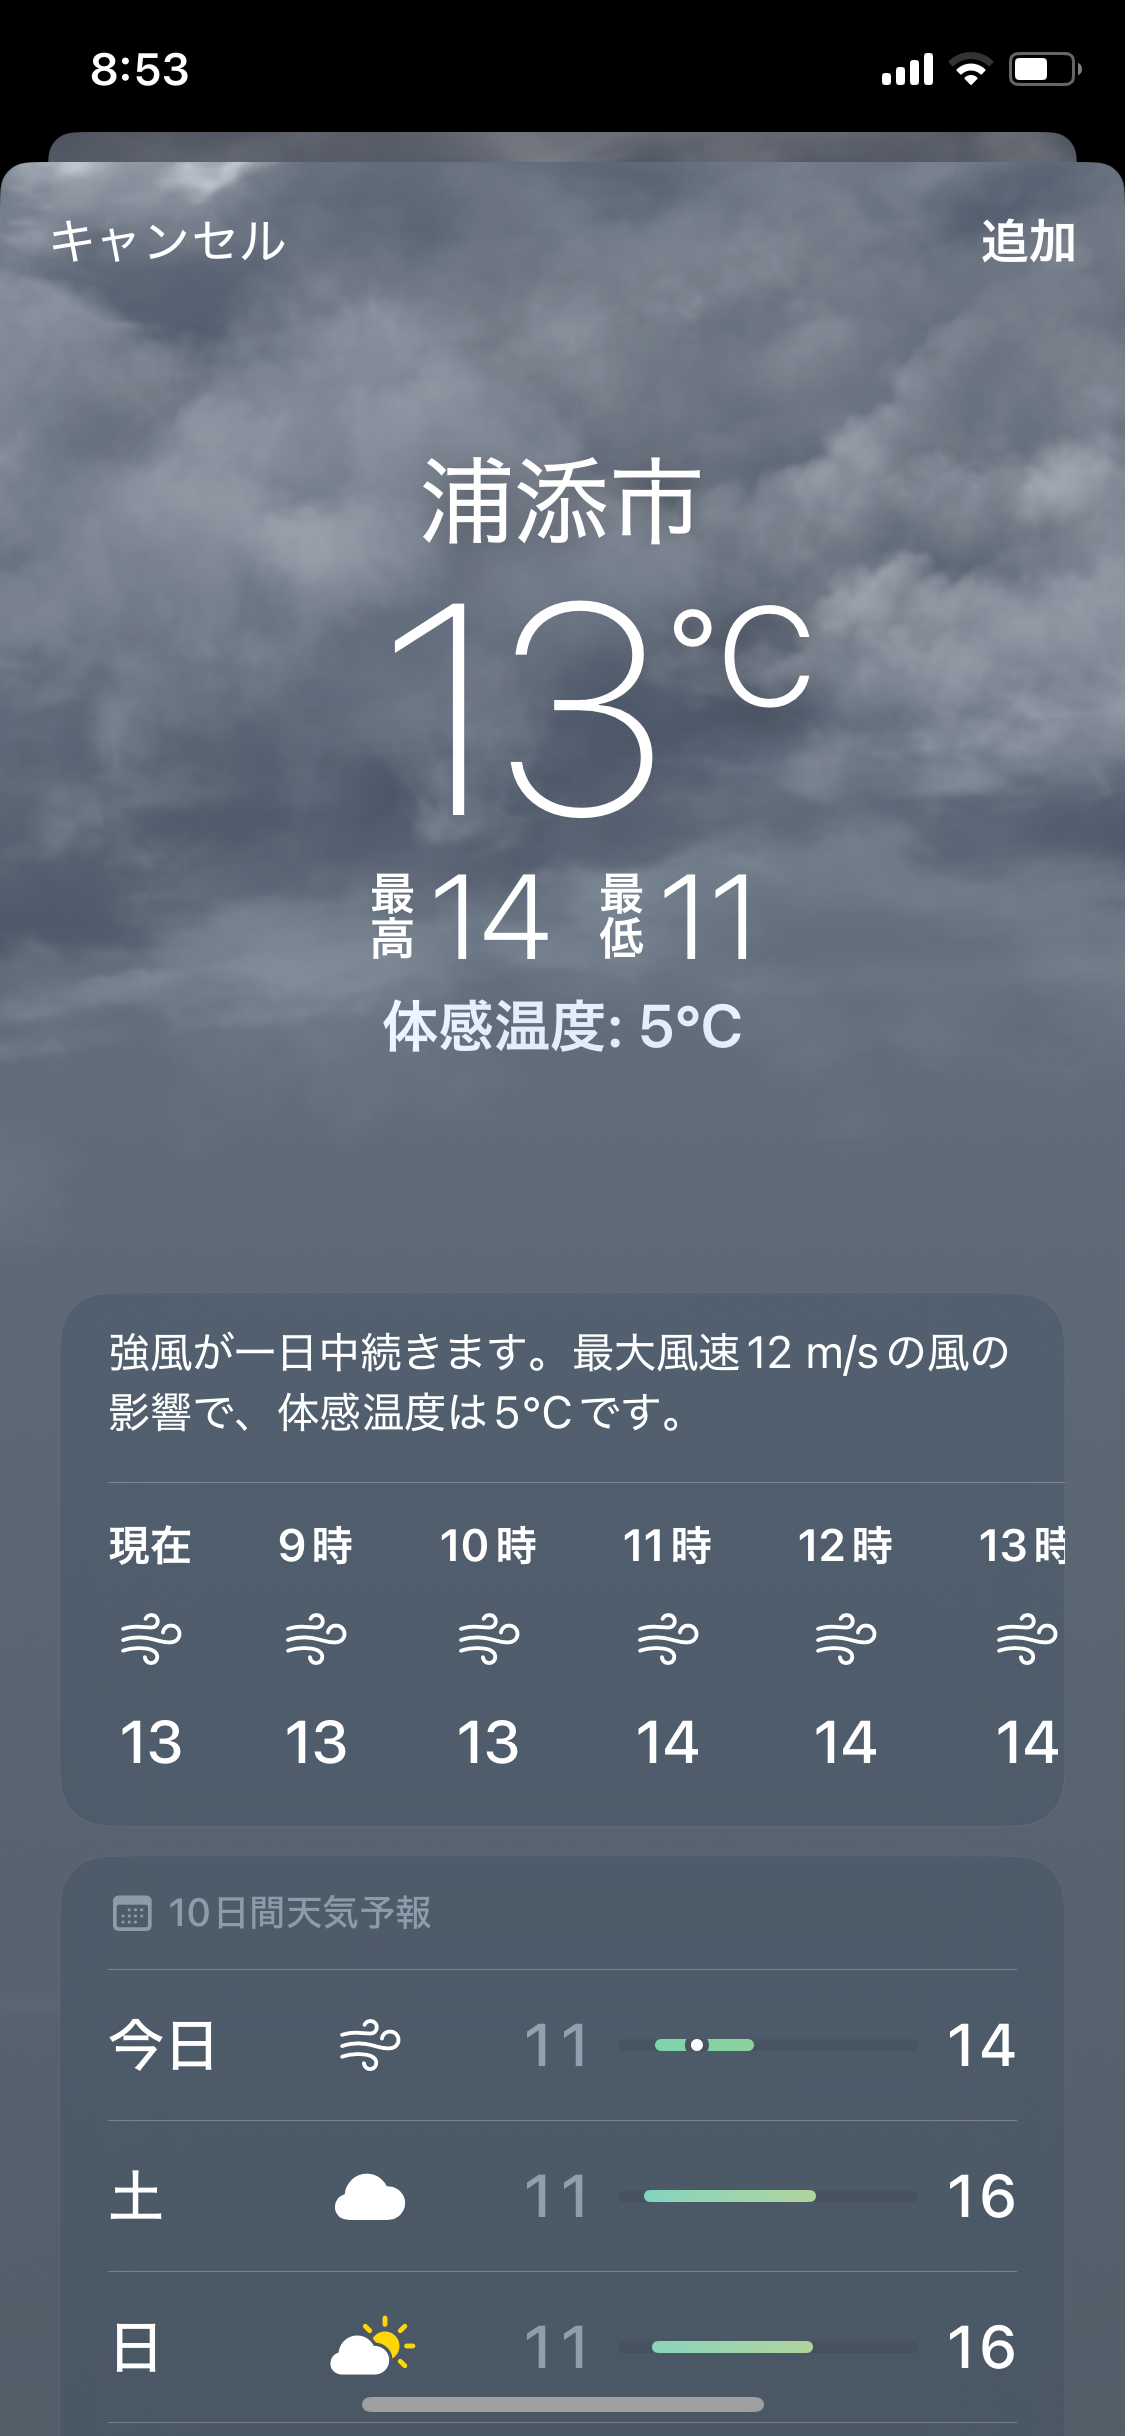 8:53
キャンセル 追加
浦添市
13°C
最高 14 最低 11
体感温度: 5°C
強風が一日中続きます。最大風速12 m/sの風の
影響で、体感温度は5°Cです。
現在 9時 10時 11時 12時 13時
13 13 13 14 14 14
10日間天気予報
今日 11 14
土 11 16
日 11 16